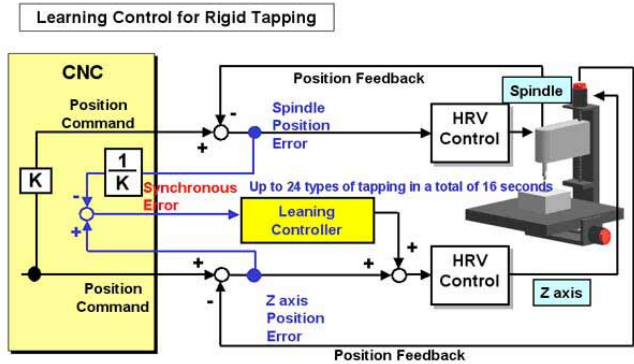 Learning Control for Rigid Tapping
CNC
Position Feedback
Spindle
Position
Command
-
+
Spindle
Position
Error
HRV
Control
K
1
K
-
+
Synchronous
Error
Up to 24 types of tapping in a total of 16 seconds
Leaning
Controller
+
+
+
-
Position
Command
Z axis
Position
Error
HRV
Control
Z axis
Position Feedback